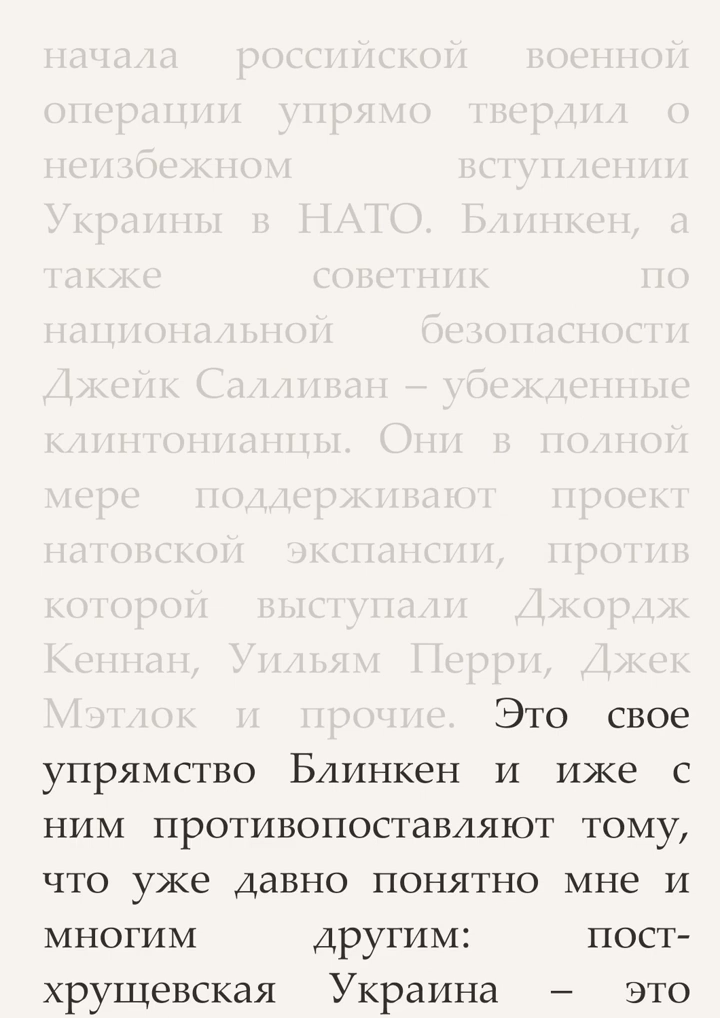 начала российской военной
операции упрямо твердил о
неизбежном вступлении
Украины в НАТО. Блинкен, а
также советник по
национальной безопасности
Джейк Салливан – убежденные
клинтонианцы. Они в полной
мере поддерживают проект
натовской экспансии, против
которой выступали Джордж
Кеннан, Уильям Перри, Джек
Мэтлок и прочие. Это свое
упрямство Блинкен и иже с
ним противопоставляют тому,
что уже давно понятно мне и
многим другим: пост-
хрущевская Украина – это